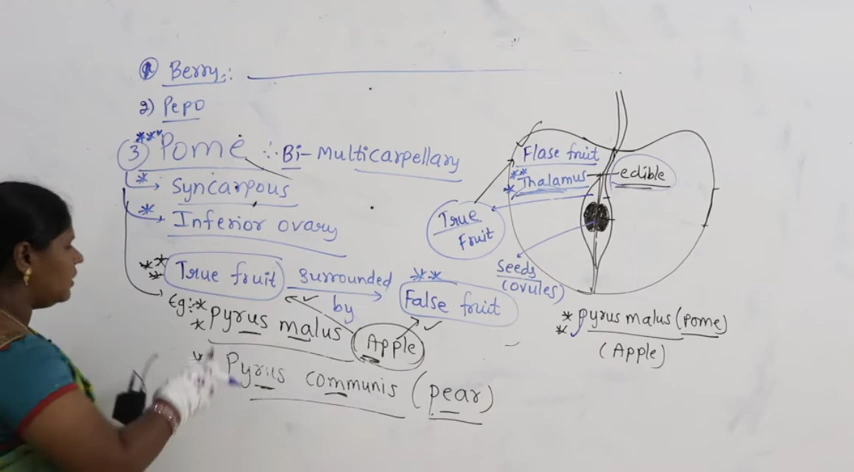 1) Berry :
2) Pepo
3) Pome ∴ Bi-Multicarpellary
* Syncarpous
* Inferior ovary
** True fruit surrounded by ** False fruit
*
Eg:- * pyrus malus Apple
*
* Pyrus communis (pear)
Flase fruit
** Thalamus edible
*
True Fruit
Seeds
(ovules)
* pyrus malus (pome)
*
(Apple)